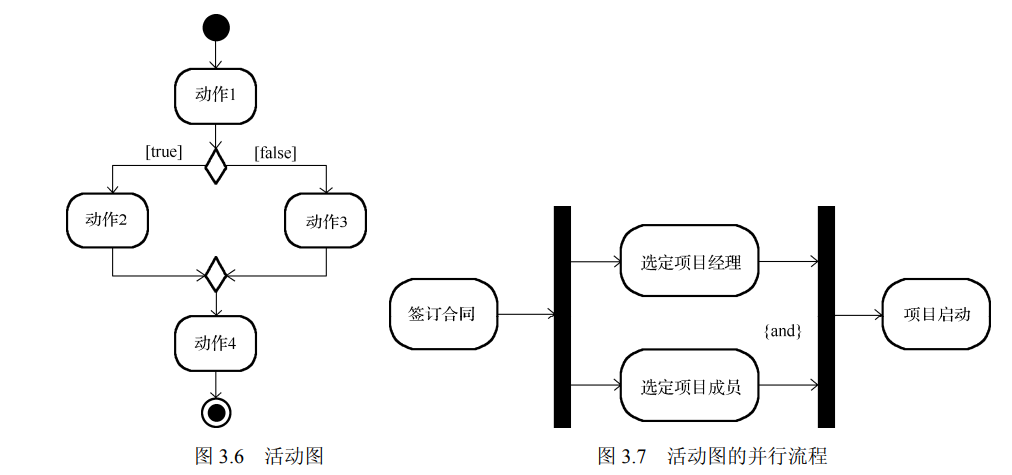 动作1
[true]
[false]
动作2
动作3
动作4
图 3.6 活动图
签订合同
选定项目经理
{and}
选定项目成员
项目启动
图 3.7 活动图的并行流程